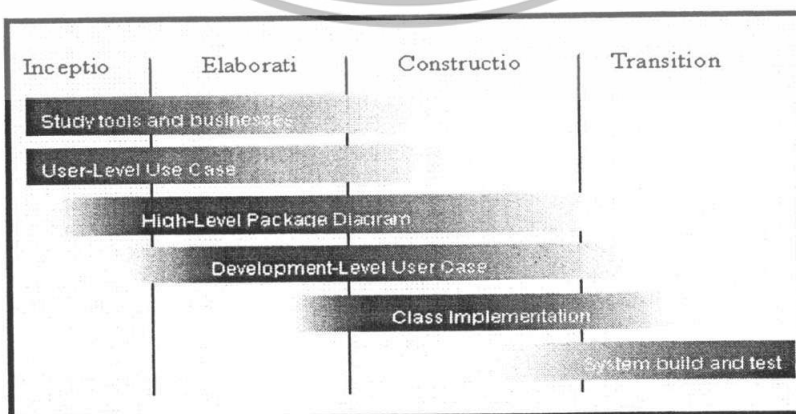 Inceptio Elaborati Constructio Transition
Study tools and businesses
User-Level Use Case
High-Level Package Diagram
Development-Level User Case
Class Implementation
System build and test